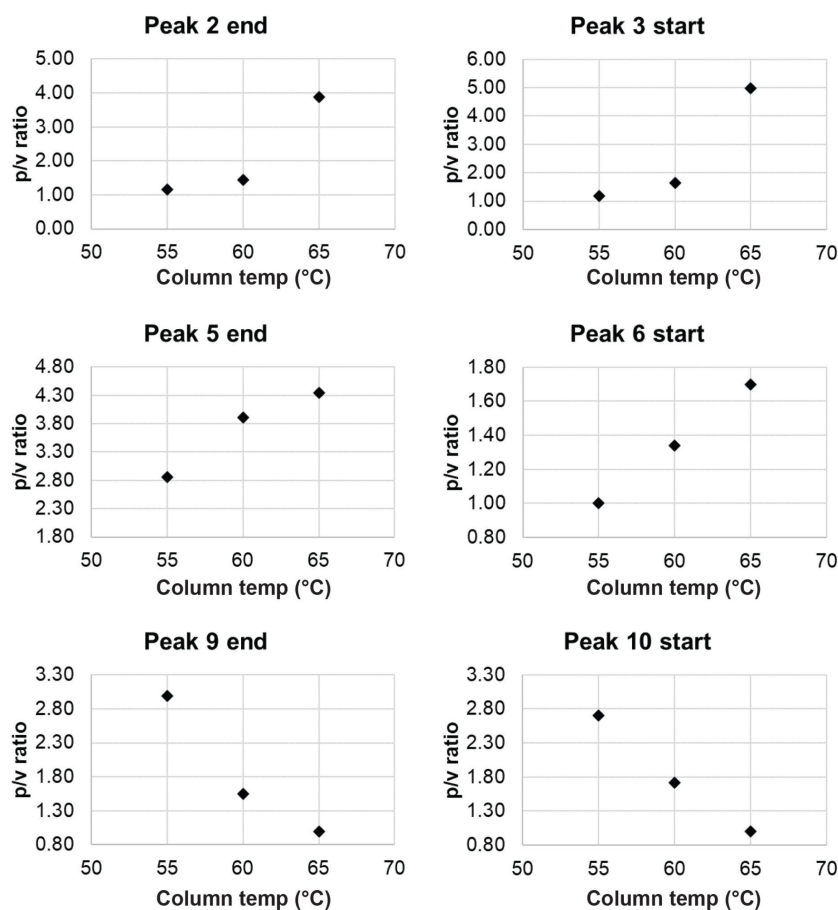 Peak 2 end
5.00
4.00
3.00
2.00
1.00
0.00
p/v ratio
50 55 60 65 70
Column temp (°C)
Peak 3 start
6.00
5.00
4.00
3.00
2.00
1.00
0.00
p/v ratio
50 55 60 65 70
Column temp (°C)
Peak 5 end
4.80
4.30
3.80
3.30
2.80
2.30
1.80
p/v ratio
50 55 60 65 70
Column temp (°C)
Peak 6 start
1.80
1.60
1.40
1.20
1.00
0.80
p/v ratio
50 55 60 65 70
Column temp (°C)
Peak 9 end
3.30
2.80
2.30
1.80
1.30
0.80
p/v ratio
50 55 60 65 70
Column temp (°C)
Peak 10 start
3.30
2.80
2.30
1.80
1.30
0.80
p/v ratio
50 55 60 65 70
Column temp (°C)